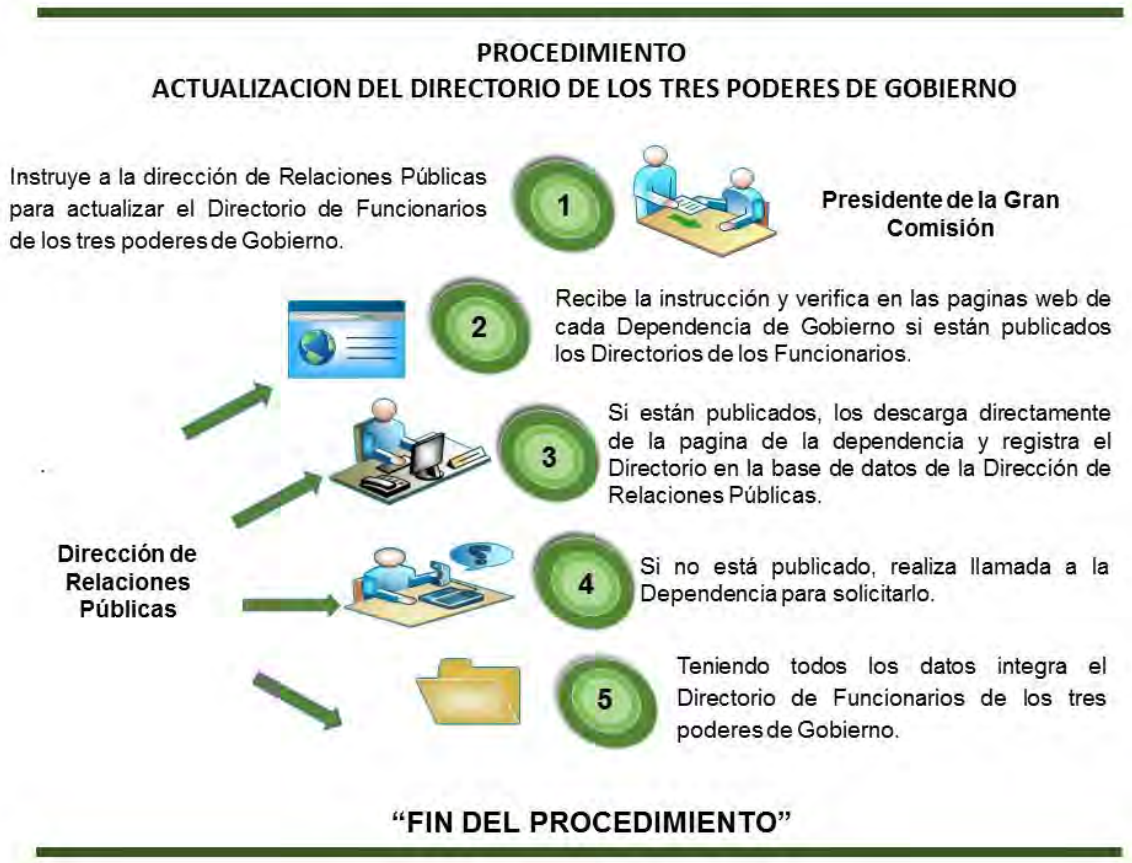 PROCEDIMIENTO
ACTUALIZACION DEL DIRECTORIO DE LOS TRES PODERES DE GOBIERNO
Instruye a la dirección de Relaciones Públicas
para actualizar el Directorio de Funcionarios
de los tres poderes de Gobierno.
1
Presidente de la Gran
Comisión
2
Recibe la instrucción y verifica en las paginas web de
cada Dependencia de Gobierno si están publicados
los Directorios de los Funcionarios.
3
Si están publicados, los descarga directamente
de la pagina de la dependencia y registra el
Directorio en la base de datos de la Dirección de
Relaciones Públicas.
Dirección de
Relaciones
Públicas
4
Si no está publicado, realiza llamada a la
Dependencia para solicitarlo.
5
Teniendo todos los datos integra el
Directorio de Funcionarios de los tres
poderes de Gobierno.
“FIN DEL PROCEDIMIENTO”